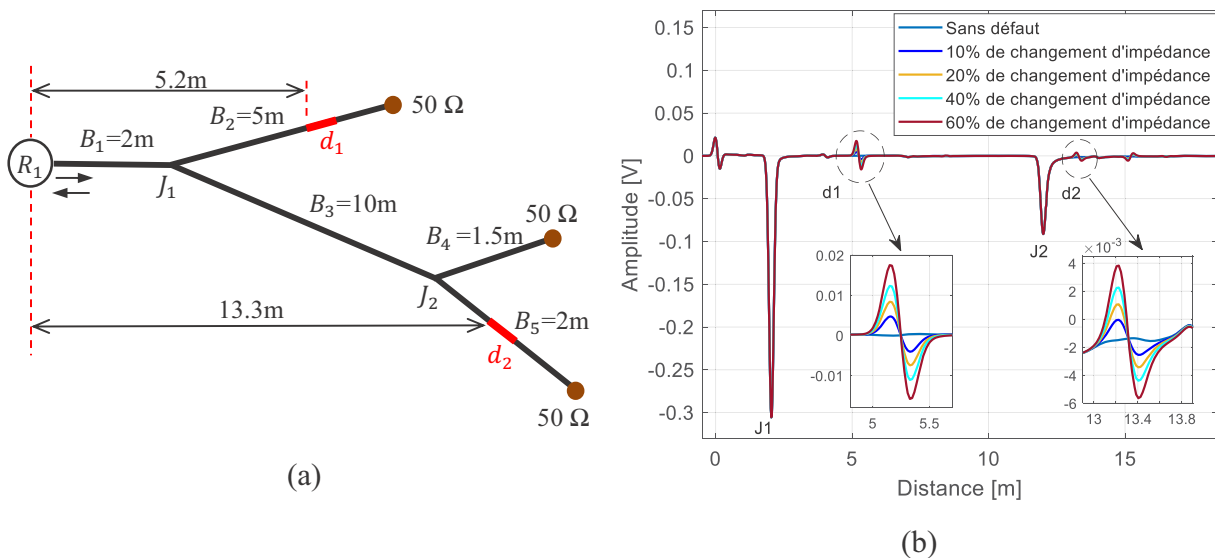 5.2m
50 Ω
B₂=5m
d₁
B₁=2m
R₁
J₁
B₃=10m
50 Ω
B₄=1.5m
J₂
13.3m
B₅=2m
d₂
50 Ω
(a)
Sans défaut
10% de changement d'impédance
20% de changement d'impédance
40% de changement d'impédance
60% de changement d'impédance
0.15
0.1
0.05
0
-0.05
-0.1
-0.15
-0.2
-0.25
-0.3
Amplitude [V]
d1
d2
J2
J1
0.02
0.01
0
-0.01
5
5.5
×10⁻³
4
2
0
-2
-4
-6
13
13.4
13.8
0
5
10
15
Distance [m]
(b)